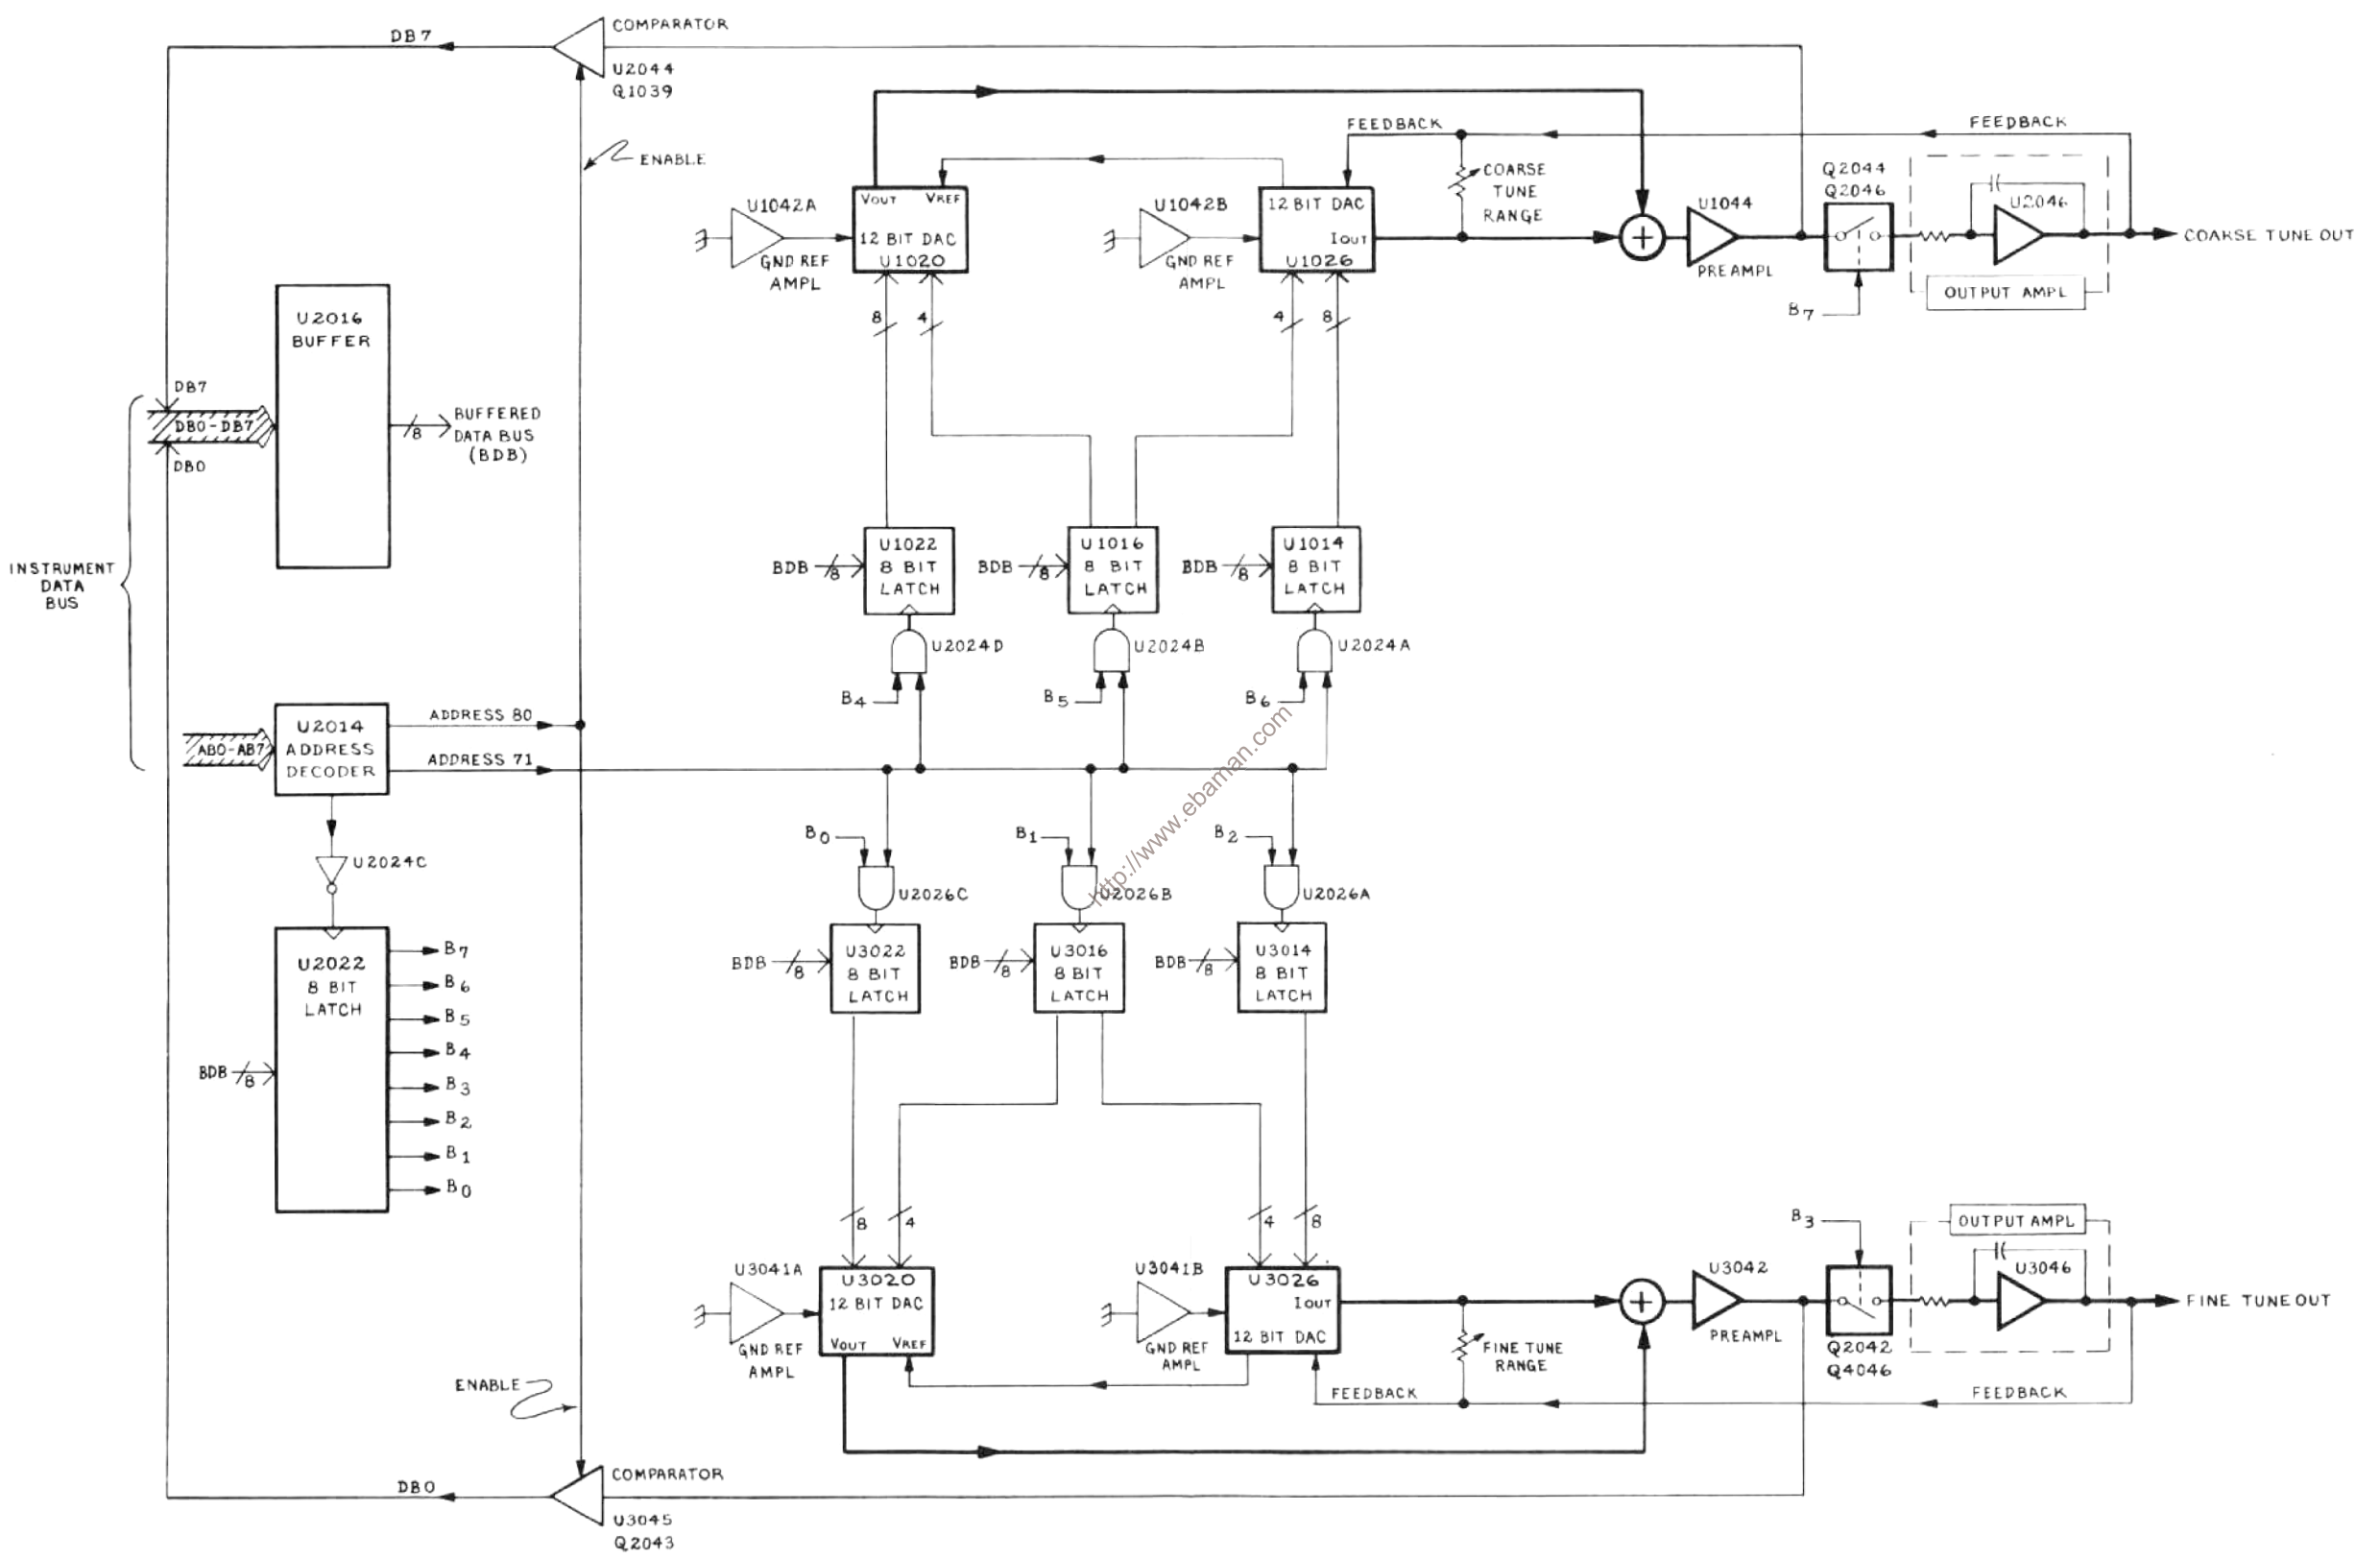 DB7
COMPARATOR
U2044
Q1039
ENABLE
FEEDBACK
FEEDBACK
COARSE
TUNE
RANGE
U1042A
GND REF
AMPL
VOUT VREF
12 BIT DAC
U1020
U1042B
GND REF
AMPL
12 BIT DAC
IOUT
U1026
U1044
PREAMPL
Q2044
Q2046
B7
U2046
OUTPUT AMPL
COARSE TUNE OUT
8
4
4
8
U2016
BUFFER
DB7
DB0-DB7
DB0
8
BUFFERED
DATA BUS
(BDB)
INSTRUMENT
DATA
BUS
BDB
8
U1022
8 BIT
LATCH
BDB
8
U1016
8 BIT
LATCH
BDB
8
U1014
8 BIT
LATCH
U2024D
U2024B
U2024A
B4
B5
B6
AB0-AB7
U2014
ADDRESS
DECODER
ADDRESS 80
ADDRESS 71
U2024C
B0
B1
B2
U2026C
U2026B
U2026A
http://www.ebaman.com
BDB
8
U3022
8 BIT
LATCH
BDB
8
U3016
8 BIT
LATCH
BDB
8
U3014
8 BIT
LATCH
BDB
8
U2022
8 BIT
LATCH
B7
B6
B5
B4
B3
B2
B1
B0
8
4
4
8
U3041A
GND REF
AMPL
U3020
12 BIT DAC
VOUT VREF
U3041B
GND REF
AMPL
U3026
IOUT
12 BIT DAC
FINE TUNE
RANGE
FEEDBACK
FEEDBACK
U3042
PREAMPL
B3
Q2042
Q4046
OUTPUT AMPL
U3046
FINE TUNE OUT
ENABLE
DB0
COMPARATOR
U3045
Q2043